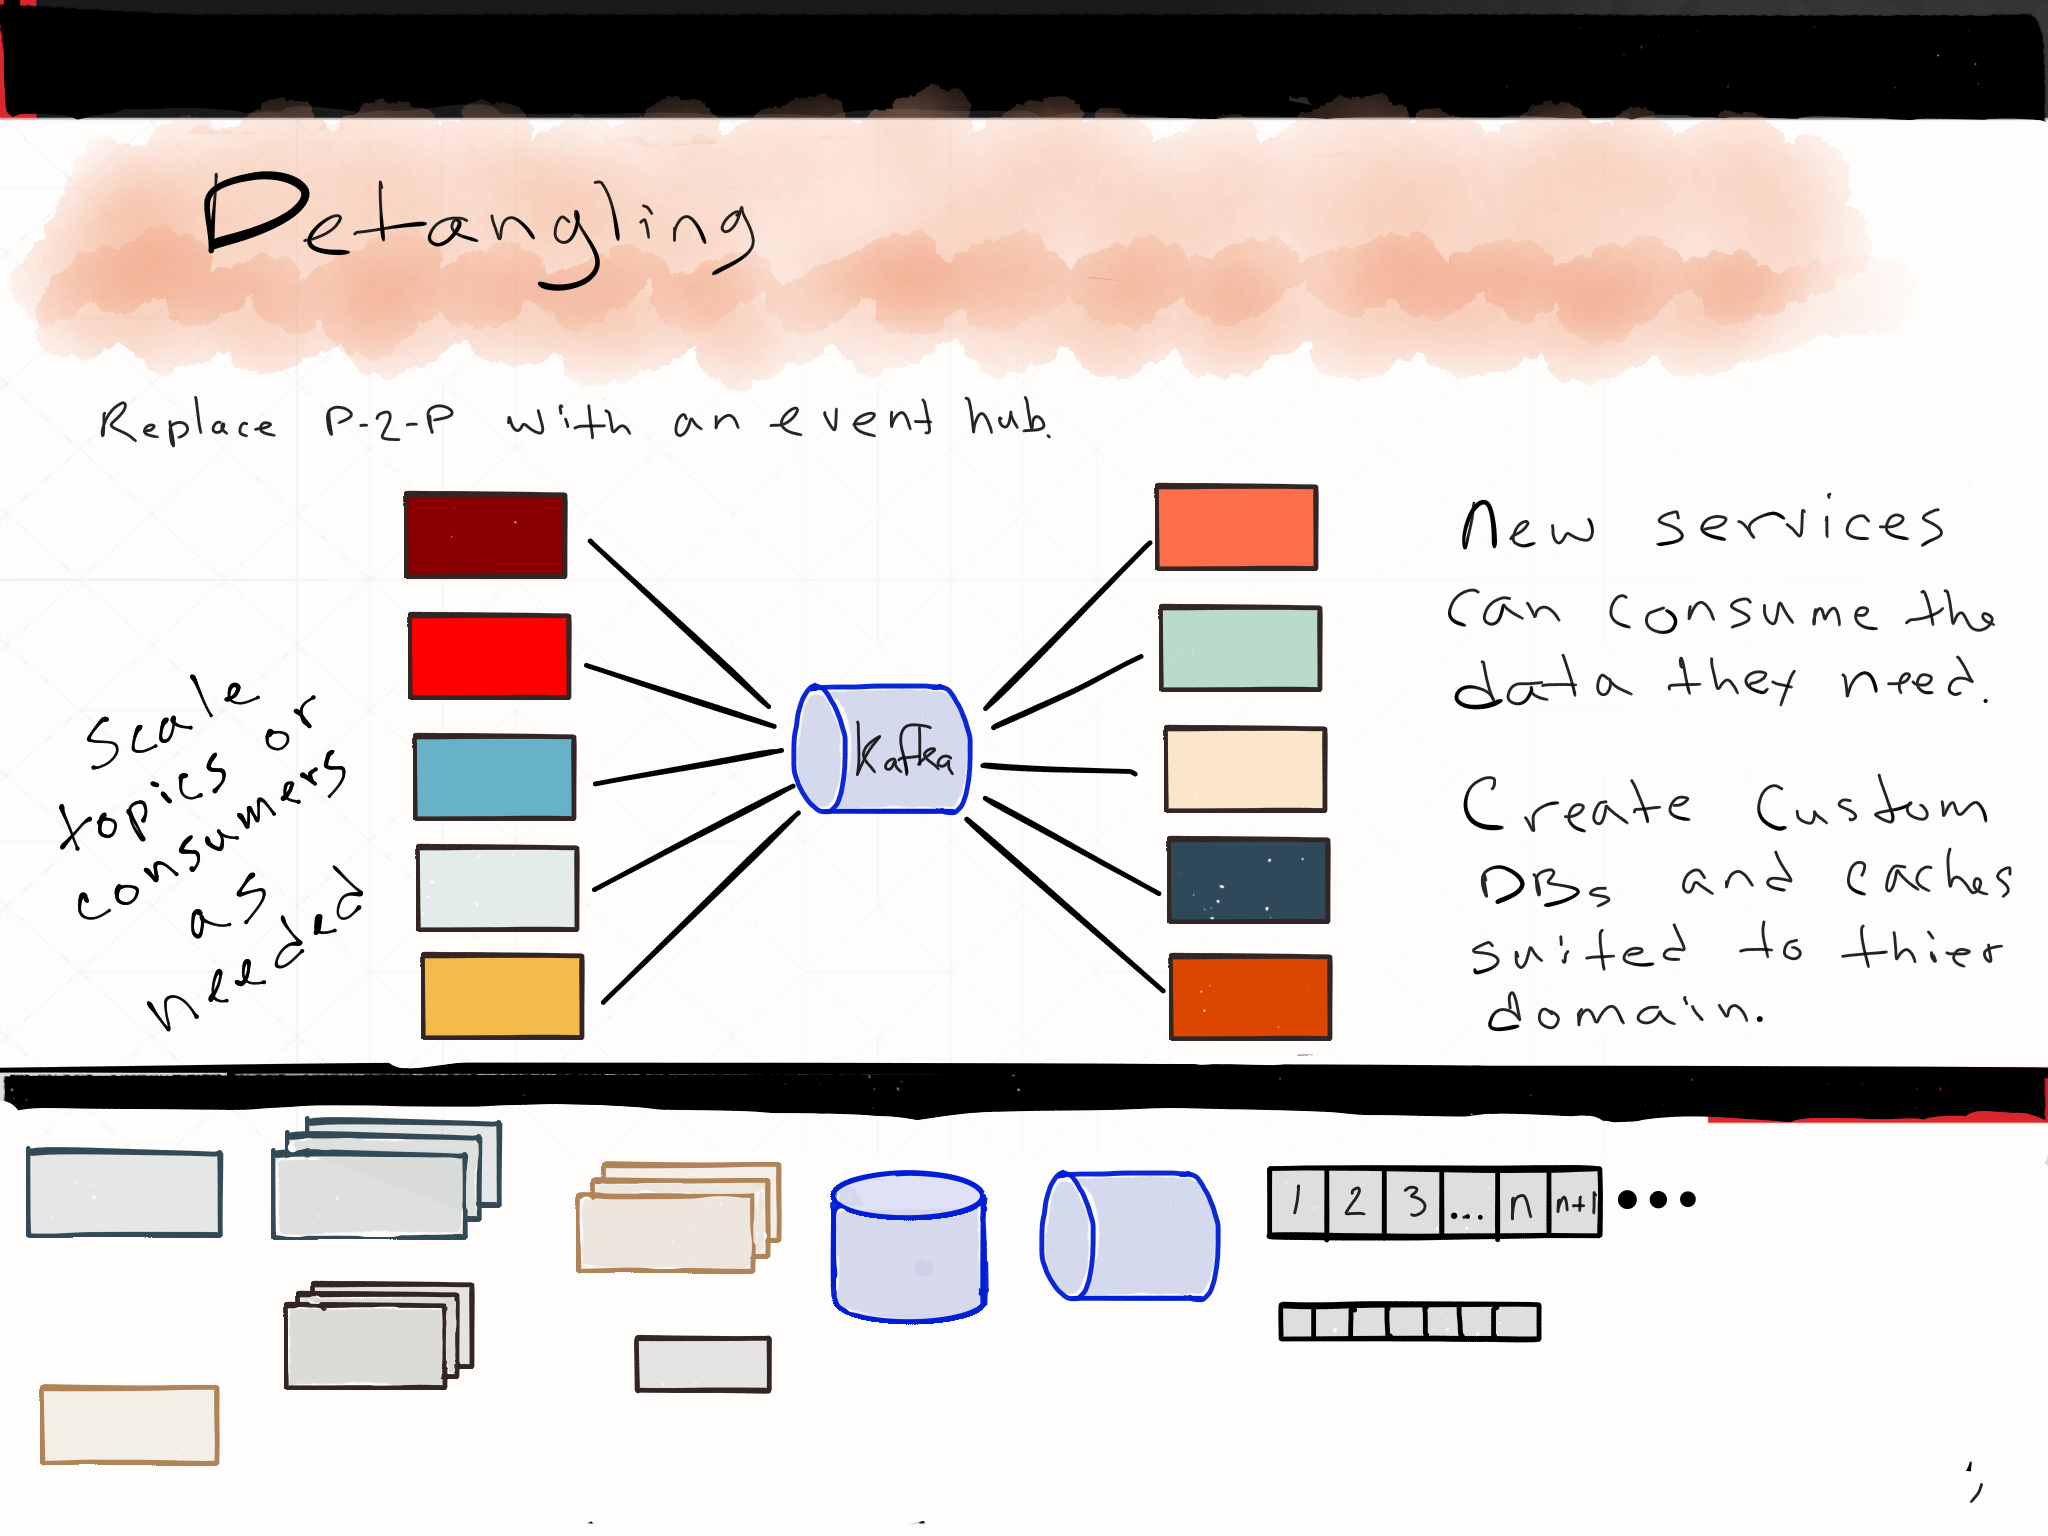 Detangling
Replace P-2-P with an event hub.
Scale
topics or
consumers
as
needed
Kafka
New services
can consume the
data they need.
Create Custom
DBs and caches
suited to thier
domain.
1 2 3 ... n n+1 •••